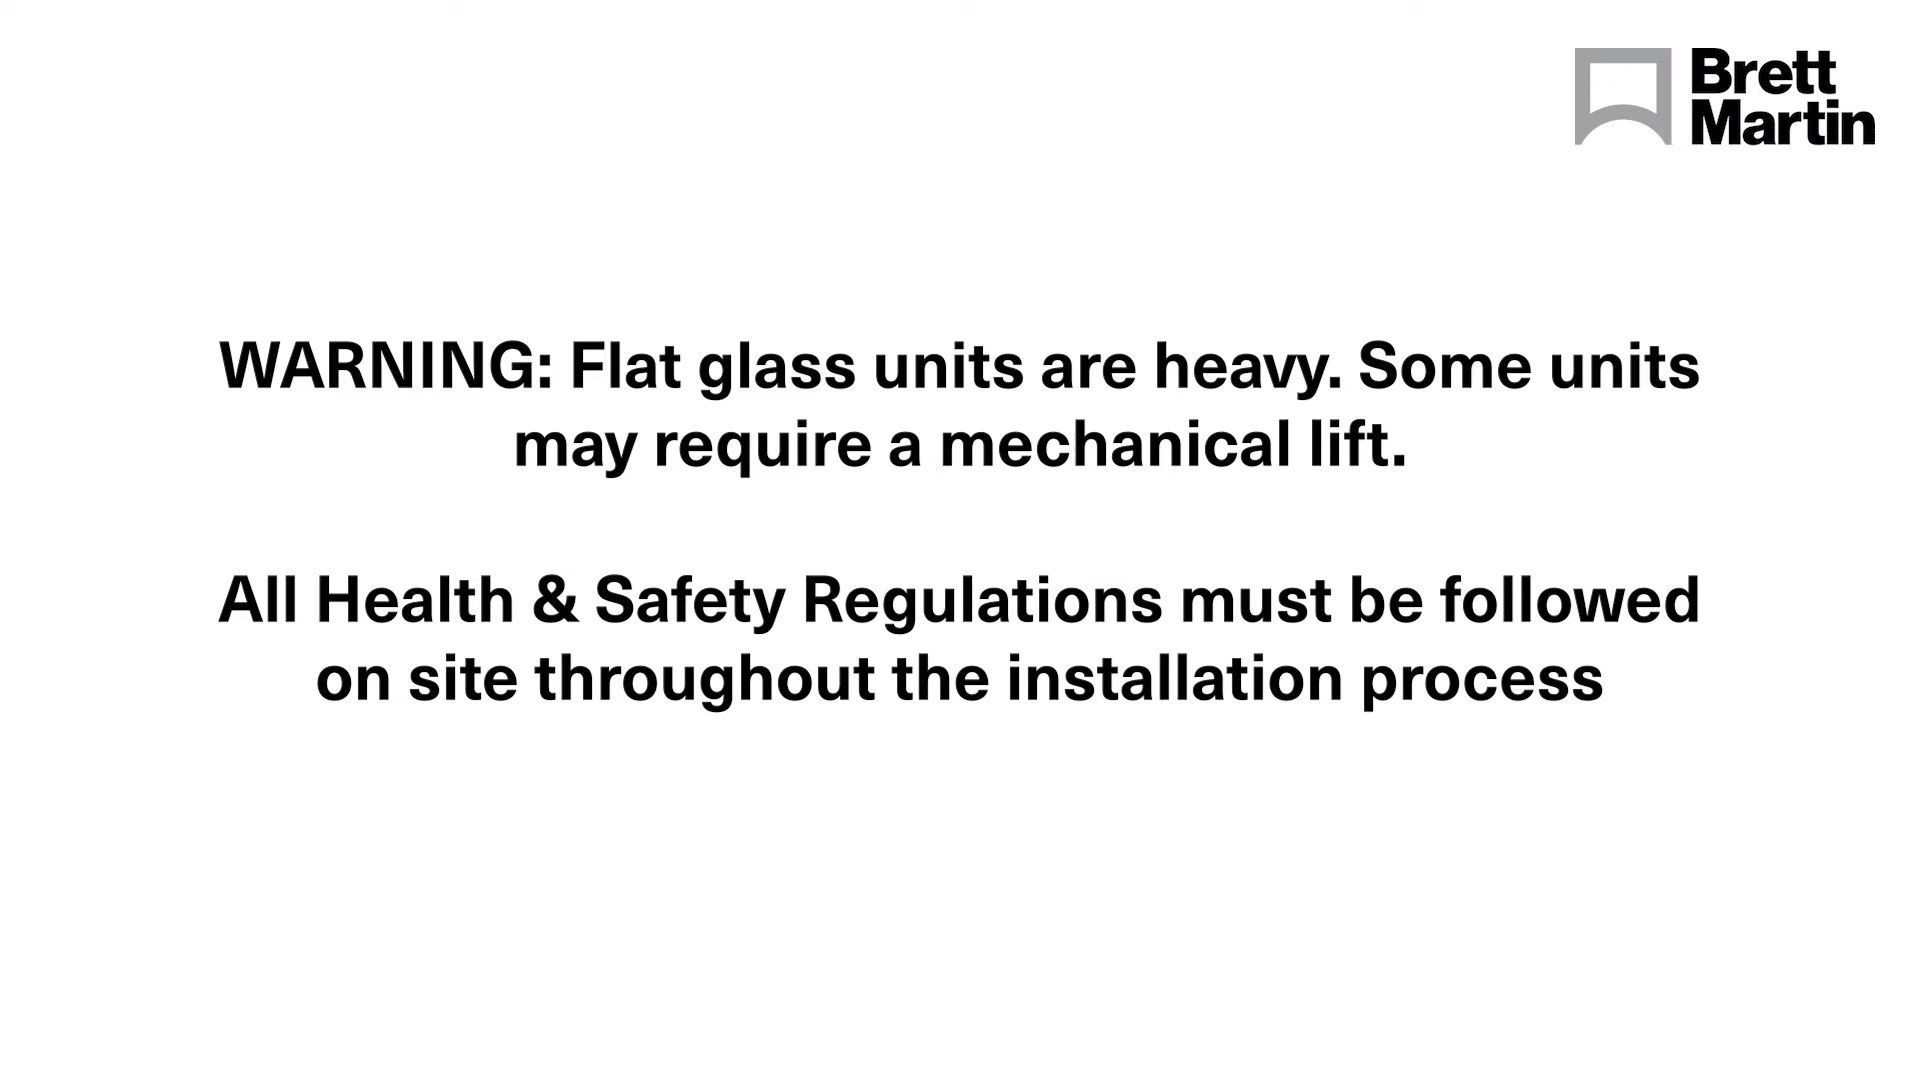 Brett
Martin
WARNING: Flat glass units are heavy. Some units
may require a mechanical lift.
All Health & Safety Regulations must be followed
on site throughout the installation process